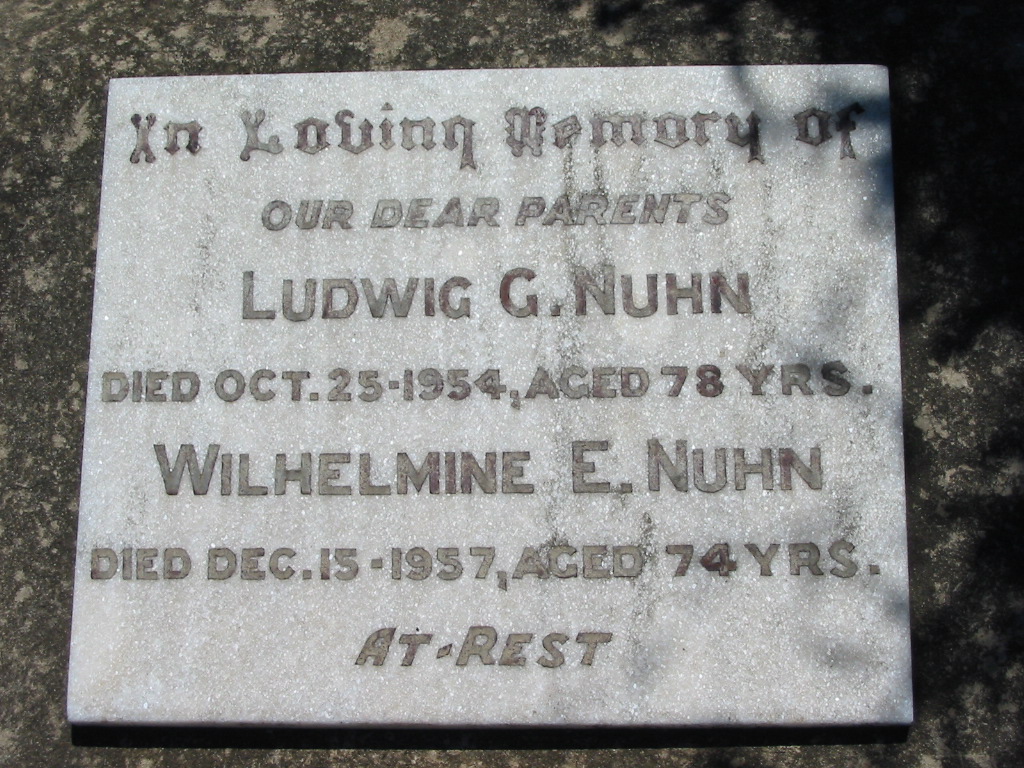 In Loving Memory of
OUR DEAR PARENTS
LUDWIG G. NUHN
DIED OCT. 25-1954, AGED 78 YRS.
WILHELMINE E. NUHN
DIED DEC. 15-1957, AGED 74 YRS.
AT-REST